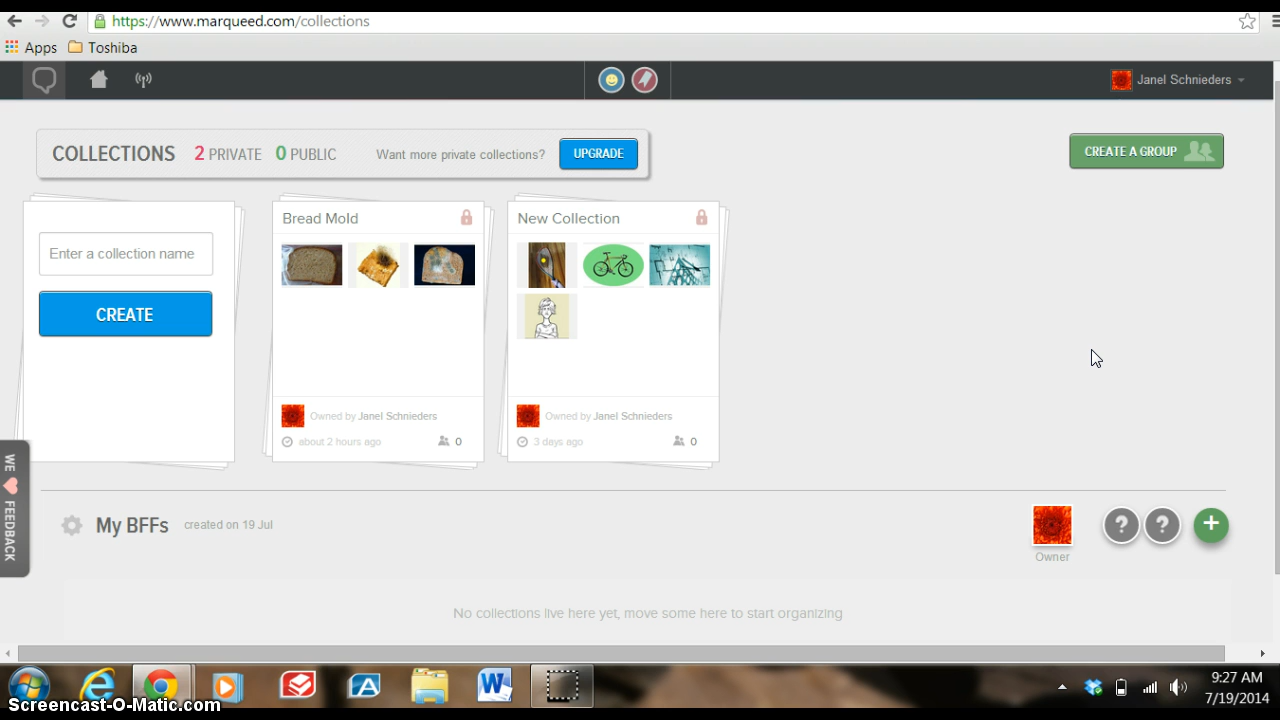 https://www.marqueed.com/collections
Apps Toshiba
Janel Schnieders
COLLECTIONS 2 PRIVATE 0 PUBLIC Want more private collections? UPGRADE
CREATE A GROUP
Enter a collection name
CREATE
Bread Mold
Owned by Janel Schnieders
about 2 hours ago 0
New Collection
Owned by Janel Schnieders
3 days ago 0
WE FEEDBACK
My BFFs created on 19 Jul
? ? +
Owner
No collections live here yet, move some here to start organizing
9:27 AM
7/19/2014
Screencast-O-Matic.com